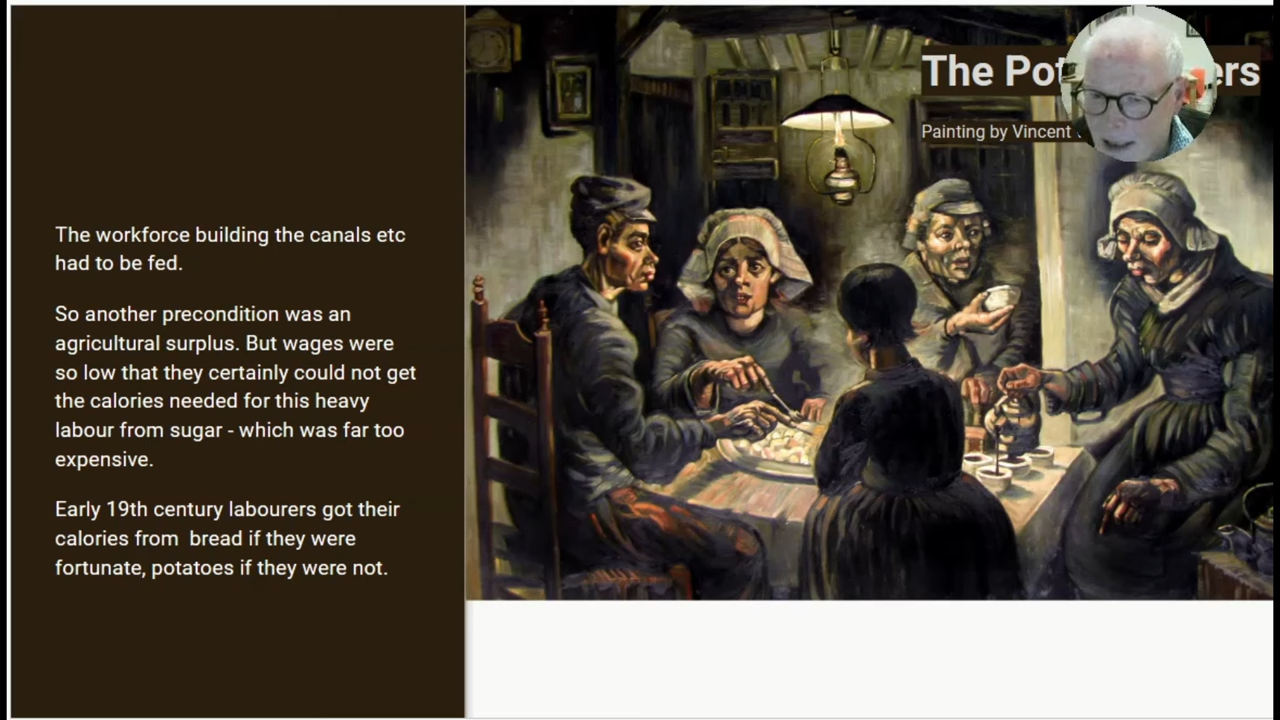 The workforce building the canals etc
had to be fed.
So another precondition was an
agricultural surplus. But wages were
so low that they certainly could not get
the calories needed for this heavy
labour from sugar - which was far too
expensive.
Early 19th century labourers got their
calories from  bread if they were
fortunate, potatoes if they were not.
The Pot ers
Painting by Vincent